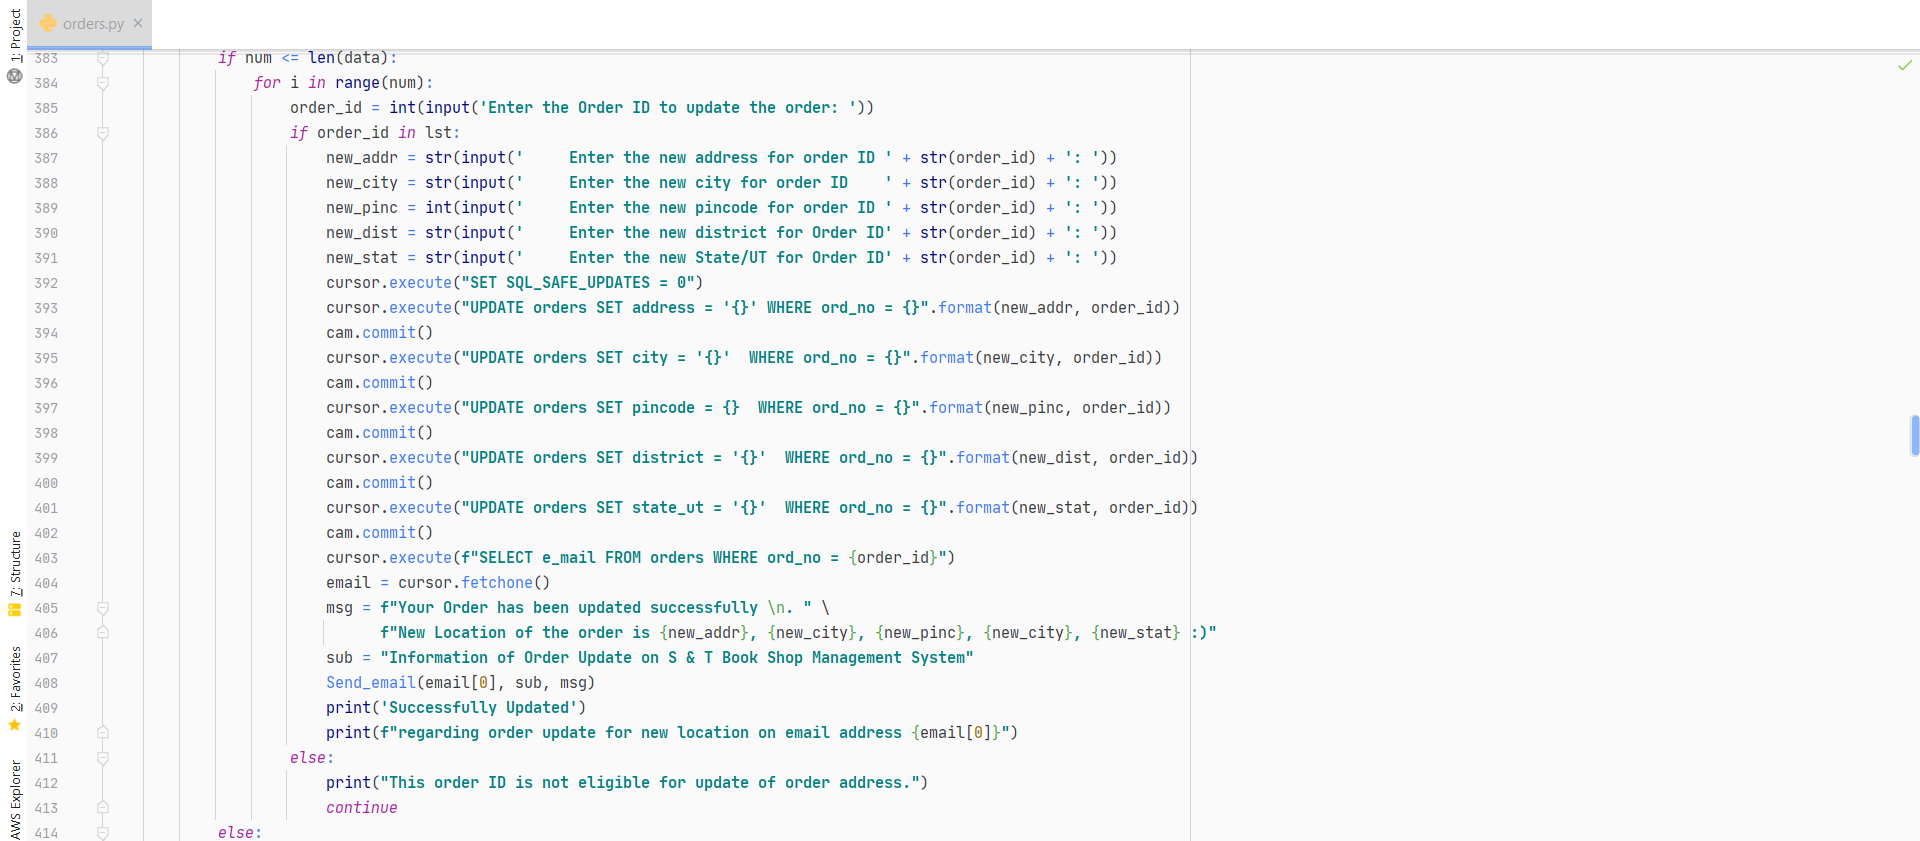 orders.py ×
1: Project
7: Structure
2: Favorites
AWS Explorer
383 if num <= len(data):
384 for i in range(num):
385 order_id = int(input('Enter the Order ID to update the order: '))
386 if order_id in lst:
387 new_addr = str(input('     Enter the new address for order ID ' + str(order_id) + ': '))
388 new_city = str(input('     Enter the new city for order ID    ' + str(order_id) + ': '))
389 new_pinc = int(input('     Enter the new pincode for order ID ' + str(order_id) + ': '))
390 new_dist = str(input('     Enter the new district for Order ID' + str(order_id) + ': '))
391 new_stat = str(input('     Enter the new State/UT for Order ID' + str(order_id) + ': '))
392 cursor.execute("SET SQL_SAFE_UPDATES = 0")
393 cursor.execute("UPDATE orders SET address = '{}' WHERE ord_no = {}".format(new_addr, order_id))
394 cam.commit()
395 cursor.execute("UPDATE orders SET city = '{}'  WHERE ord_no = {}".format(new_city, order_id))
396 cam.commit()
397 cursor.execute("UPDATE orders SET pincode = {}  WHERE ord_no = {}".format(new_pinc, order_id))
398 cam.commit()
399 cursor.execute("UPDATE orders SET district = '{}'  WHERE ord_no = {}".format(new_dist, order_id))
400 cam.commit()
401 cursor.execute("UPDATE orders SET state_ut = '{}'  WHERE ord_no = {}".format(new_stat, order_id))
402 cam.commit()
403 cursor.execute(f"SELECT e_mail FROM orders WHERE ord_no = {order_id}")
404 email = cursor.fetchone()
405 msg = f"Your Order has been updated successfully \n. " \
406 f"New Location of the order is {new_addr}, {new_city}, {new_pinc}, {new_city}, {new_stat} :)"
407 sub = "Information of Order Update on S & T Book Shop Management System"
408 Send_email(email[0], sub, msg)
409 print('Successfully Updated')
410 print(f"regarding order update for new location on email address {email[0]}")
411 else:
412 print("This order ID is not eligible for update of order address.")
413 continue
414 else: